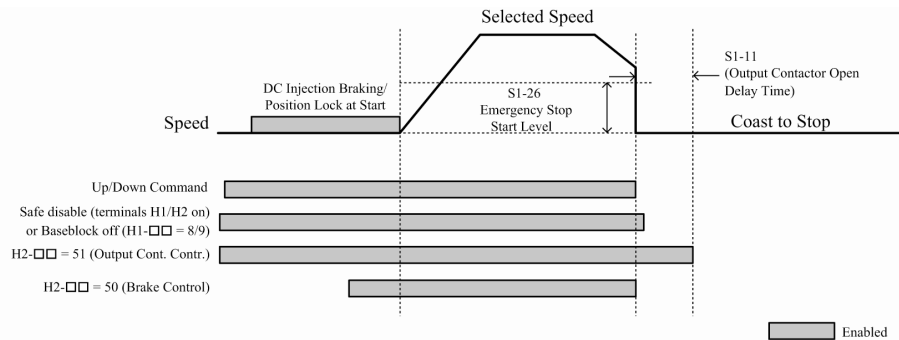 Selected Speed
S1-11
(Output Contactor Open
Delay Time)
DC Injection Braking/
Position Lock at Start
S1-26
Emergency Stop
Start Level
Speed
Coast to Stop
Up/Down Command
Safe disable (terminals H1/H2 on)
or Baseblock off (H1-□□ = 8/9)
H2-□□ = 51 (Output Cont. Contr.)
H2-□□ = 50 (Brake Control)
Enabled